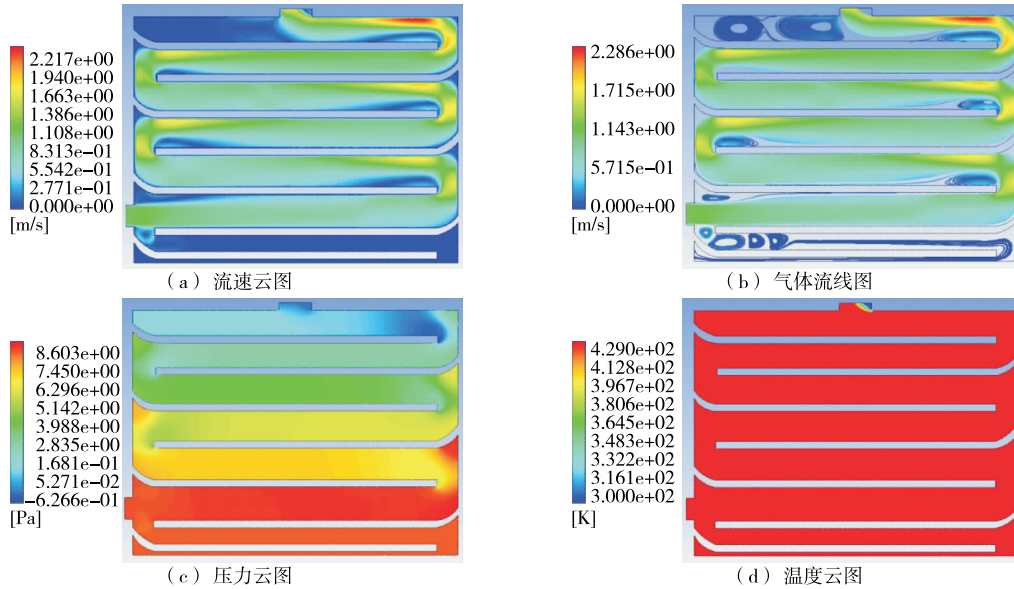 2.217e+00
1.940e+00
1.663e+00
1.386e+00
1.108e+00
8.313e-01
5.542e-01
2.771e-01
0.000e+00
[m/s]
（a）流速云图
2.286e+00
1.715e+00
1.143e+00
5.715e-01
0.000e+00
[m/s]
（b）气体流线图
8.603e+00
7.450e+00
6.296e+00
5.142e+00
3.988e+00
2.835e+00
1.681e-01
5.271e-02
-6.266e-01
[Pa]
（c）压力云图
4.290e+02
4.128e+02
3.967e+02
3.806e+02
3.645e+02
3.483e+02
3.322e+02
3.161e+02
3.000e+02
[K]
（d）温度云图